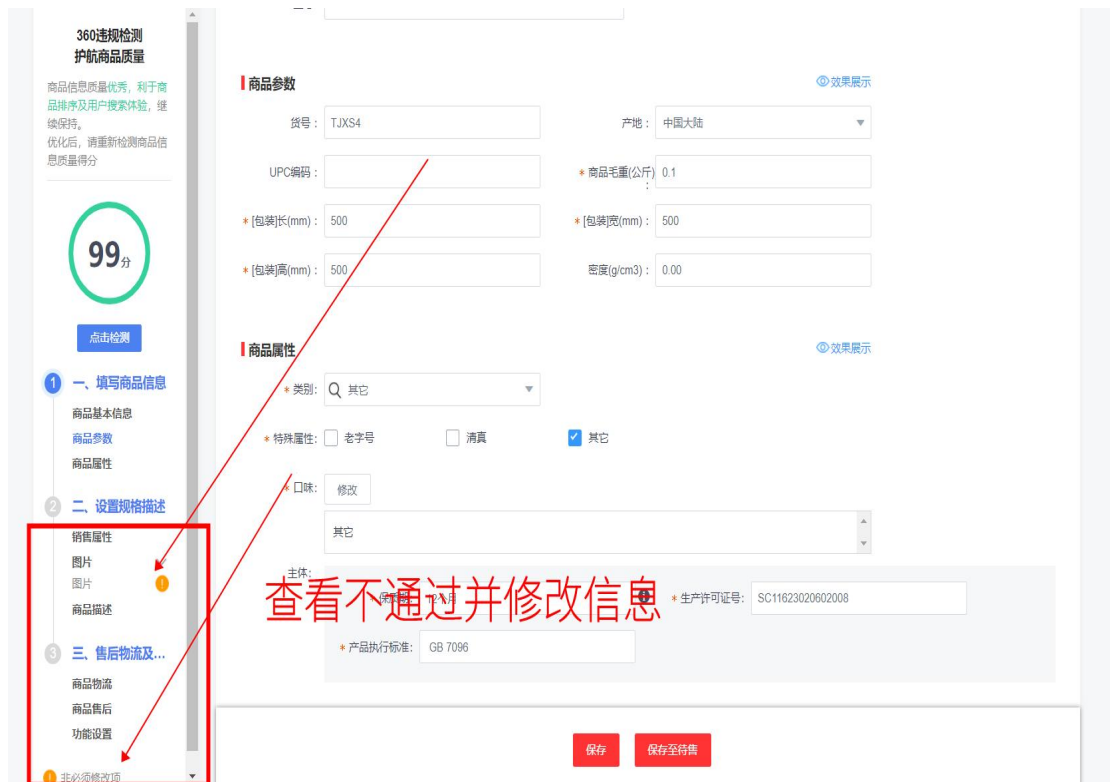 360违规检测
护航商品质量
商品信息质量优秀，利于商
品排序及用户搜索体验，继
续保持。
优化后，请重新检测商品信
息质量得分
99分
点击检测
1 一、填写商品信息
商品基本信息
商品参数
商品属性
2 二、设置规格描述
销售属性
图片
图片
商品描述
3 三、售后物流及...
商品物流
商品售后
功能设置
非必须修改项
商品参数 效果展示
货号： TJXS4 产地： 中国大陆
UPC编码： * 商品毛重(公斤)： 0.1
* [包装]长(mm)： 500 * [包装]宽(mm)： 500
* [包装]高(mm)： 500 密度(g/cm3)： 0.00
商品属性 效果展示
* 类别： 其它
* 特殊属性： 老字号 清真 其它
* 口味： 修改
其它
主体：
* 保质期： 12个月 * 生产许可证号： SC11623020602008
查看不通过并修改信息
* 产品执行标准： GB 7096
保存 保存至待售